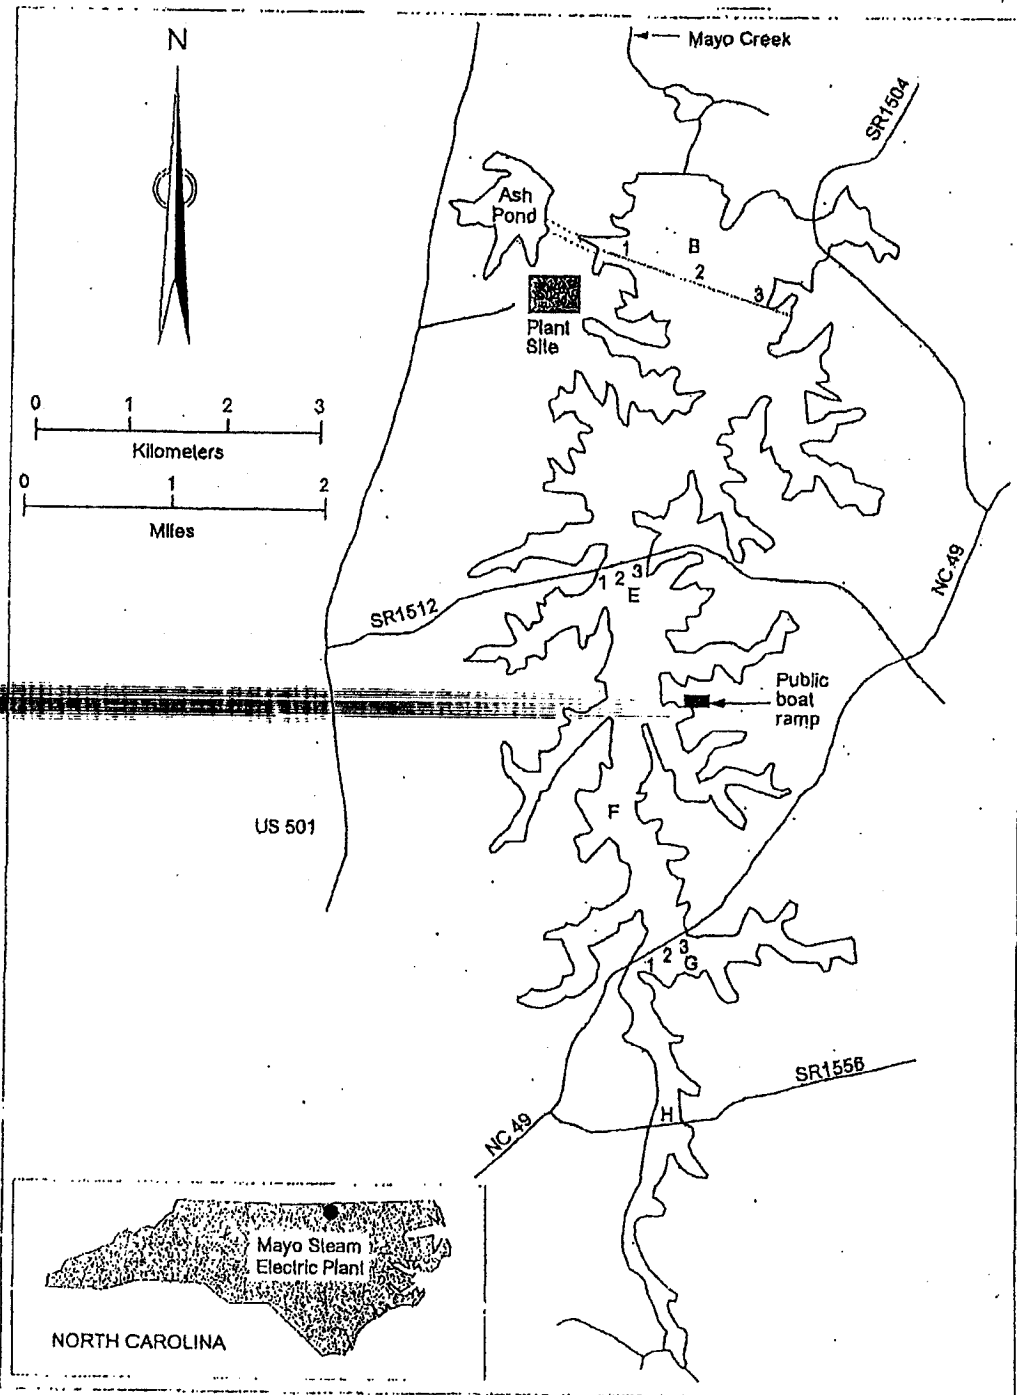 N
Mayo Creek
SR1504
Ash
Pond
1
B
2
3
Plant
Site
0 1 2 3
Kilometers
0 1 2
Miles
NC 49
1 2 3
E
SR1512
Public
boat
ramp
F
US 501
1 2 3
G
SR1556
H
NC 49
Mayo Steam
Electric Plant
NORTH CAROLINA